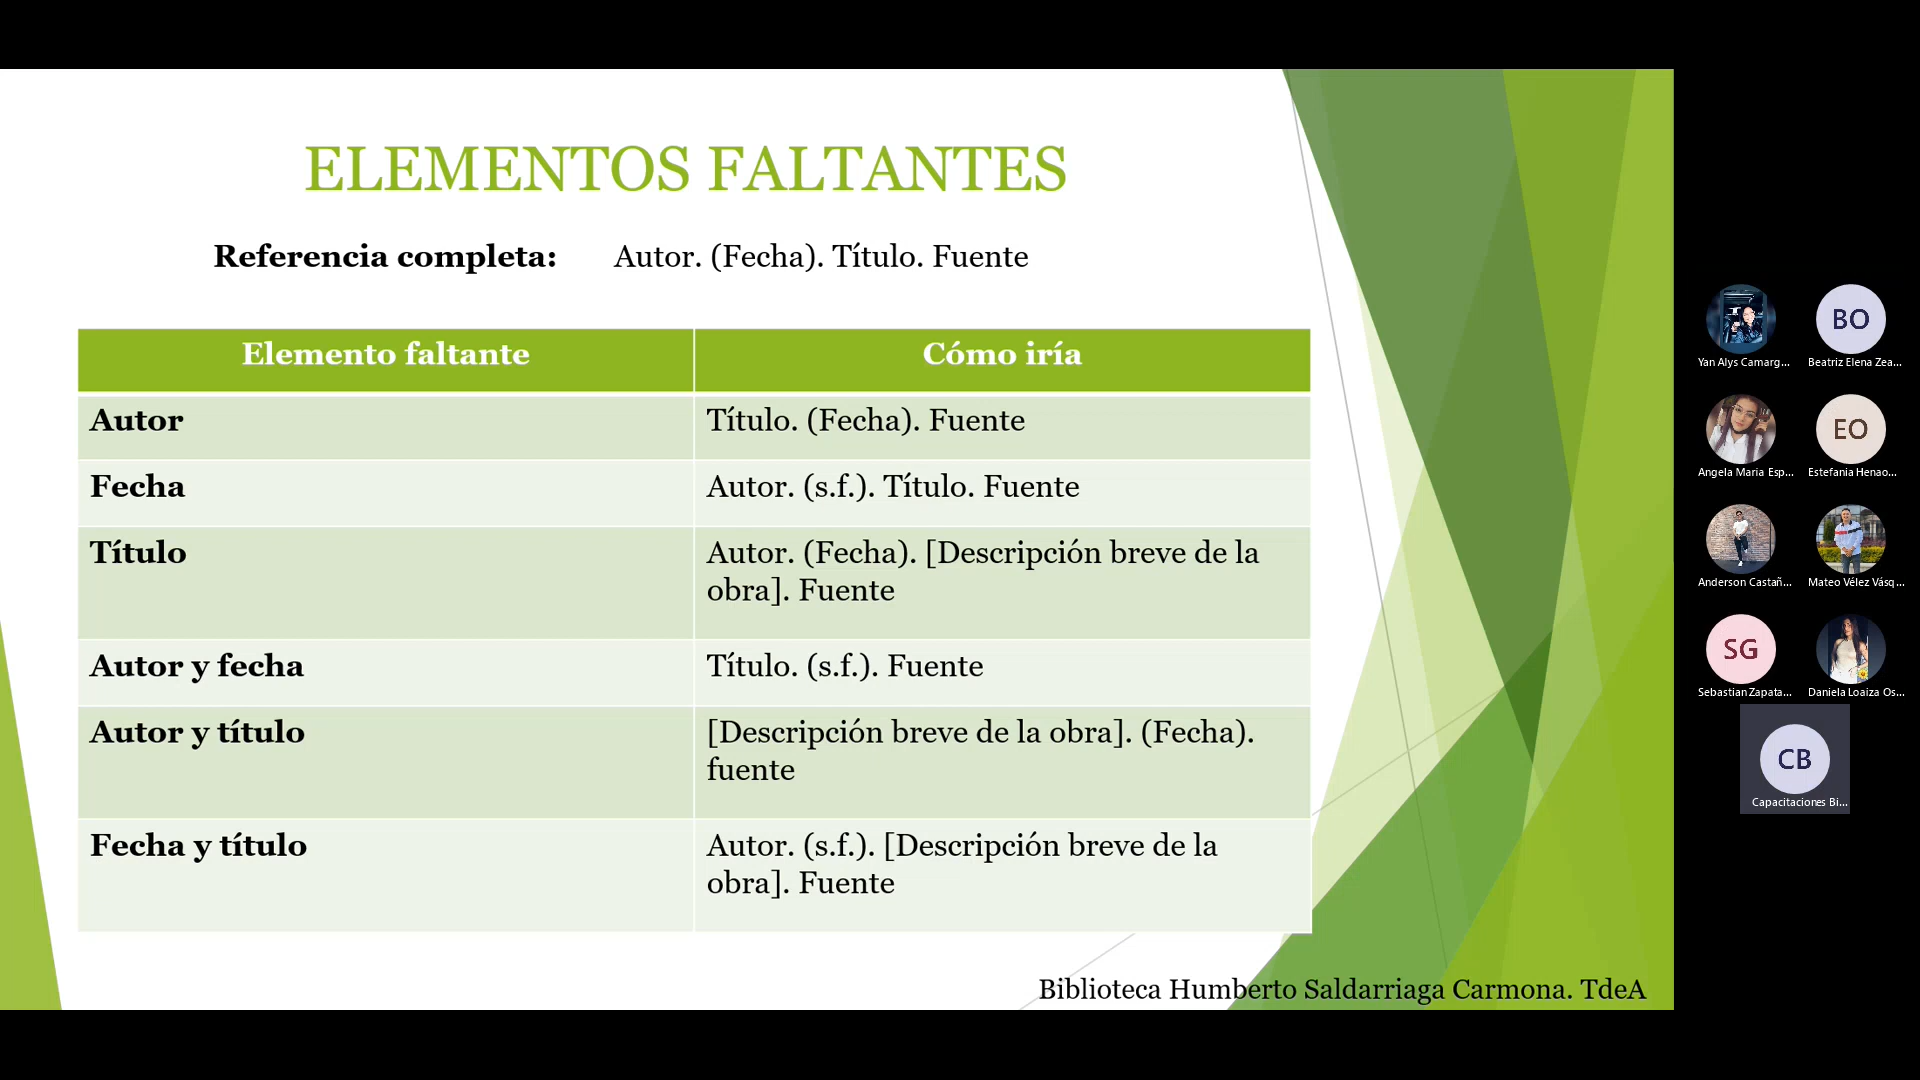 ELEMENTOS FALTANTES
Referencia completa: Autor. (Fecha). Título. Fuente
Elemento faltante Cómo iría
Autor Título. (Fecha). Fuente
Fecha Autor. (s.f.). Título. Fuente
Título Autor. (Fecha). [Descripción breve de la
obra]. Fuente
Autor y fecha Título. (s.f.). Fuente
Autor y título [Descripción breve de la obra]. (Fecha).
fuente
Fecha y título Autor. (s.f.). [Descripción breve de la
obra]. Fuente
Biblioteca Humberto Saldarriaga Carmona. TdeA
BO
Yan Alys Camarg... Beatriz Elena Zea...
EO
Angela Maria Esp... Estefania Henao...
Anderson Castañ... Mateo Vélez Vásq...
SG
Sebastian Zapata... Daniela Loaiza Os...
CB
Capacitaciones Bi...